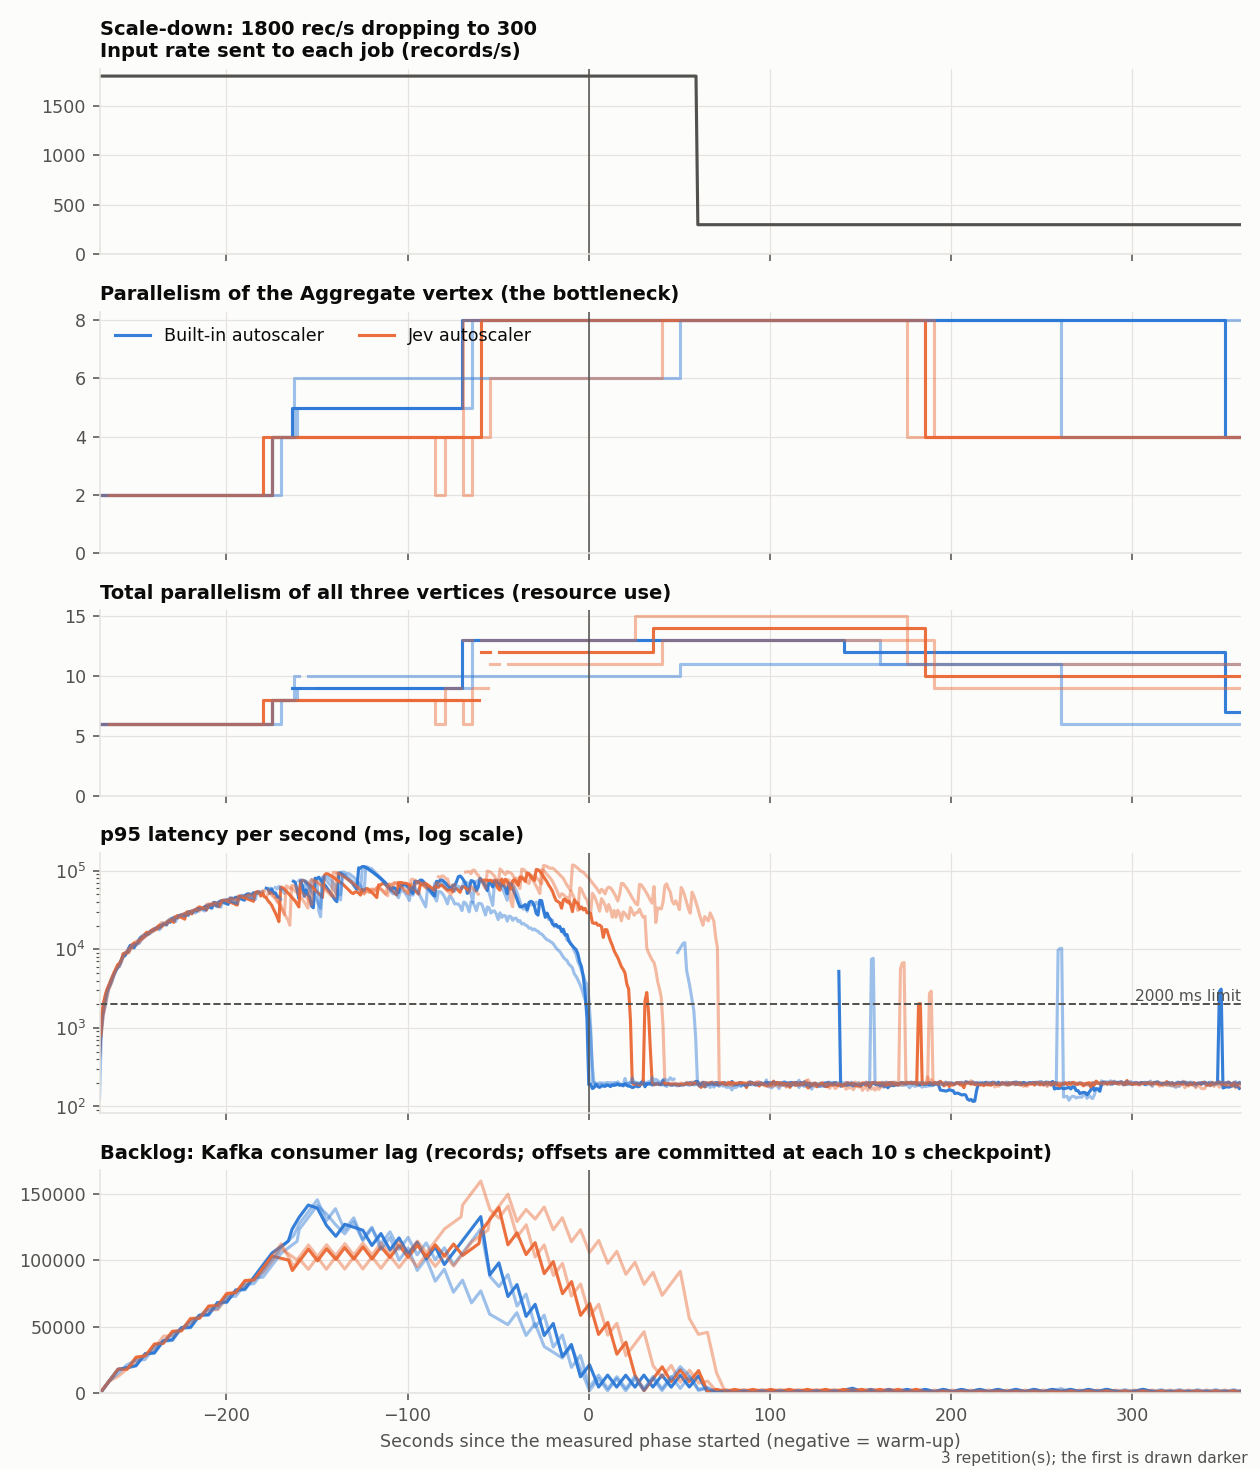 Scale-down: 1800 rec/s dropping to 300
Input rate sent to each job (records/s)
1500
1000
500
0
Parallelism of the Aggregate vertex (the bottleneck)
8
Built-in autoscaler
Jev autoscaler
6
4
2
0
Total parallelism of all three vertices (resource use)
15
10
5
0
p95 latency per second (ms, log scale)
10⁵
10⁴
2000 ms limit
10³
10²
Backlog: Kafka consumer lag (records; offsets are committed at each 10 s checkpoint)
150000
100000
50000
0
−200 −100 0 100 200 300
Seconds since the measured phase started (negative = warm-up)
3 repetition(s); the first is drawn darker